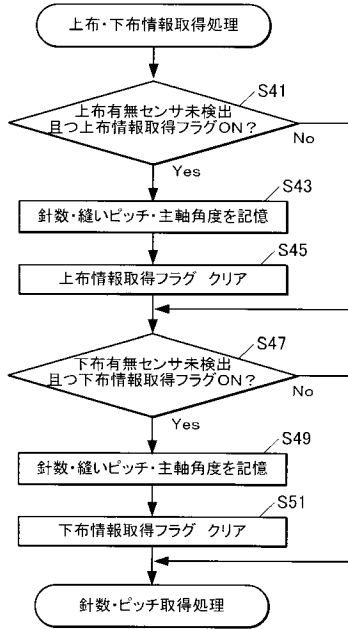 上布・下布情報取得処理
S41
上布有無センサ未検出
且つ上布情報取得フラグON？
No
Yes
S43
針数・縫いピッチ・主軸角度を記憶
S45
上布情報取得フラグ クリア
S47
下布有無センサ未検出
且つ下布情報取得フラグON？
No
Yes
S49
針数・縫いピッチ・主軸角度を記憶
S51
下布情報取得フラグ クリア
針数・ピッチ取得処理